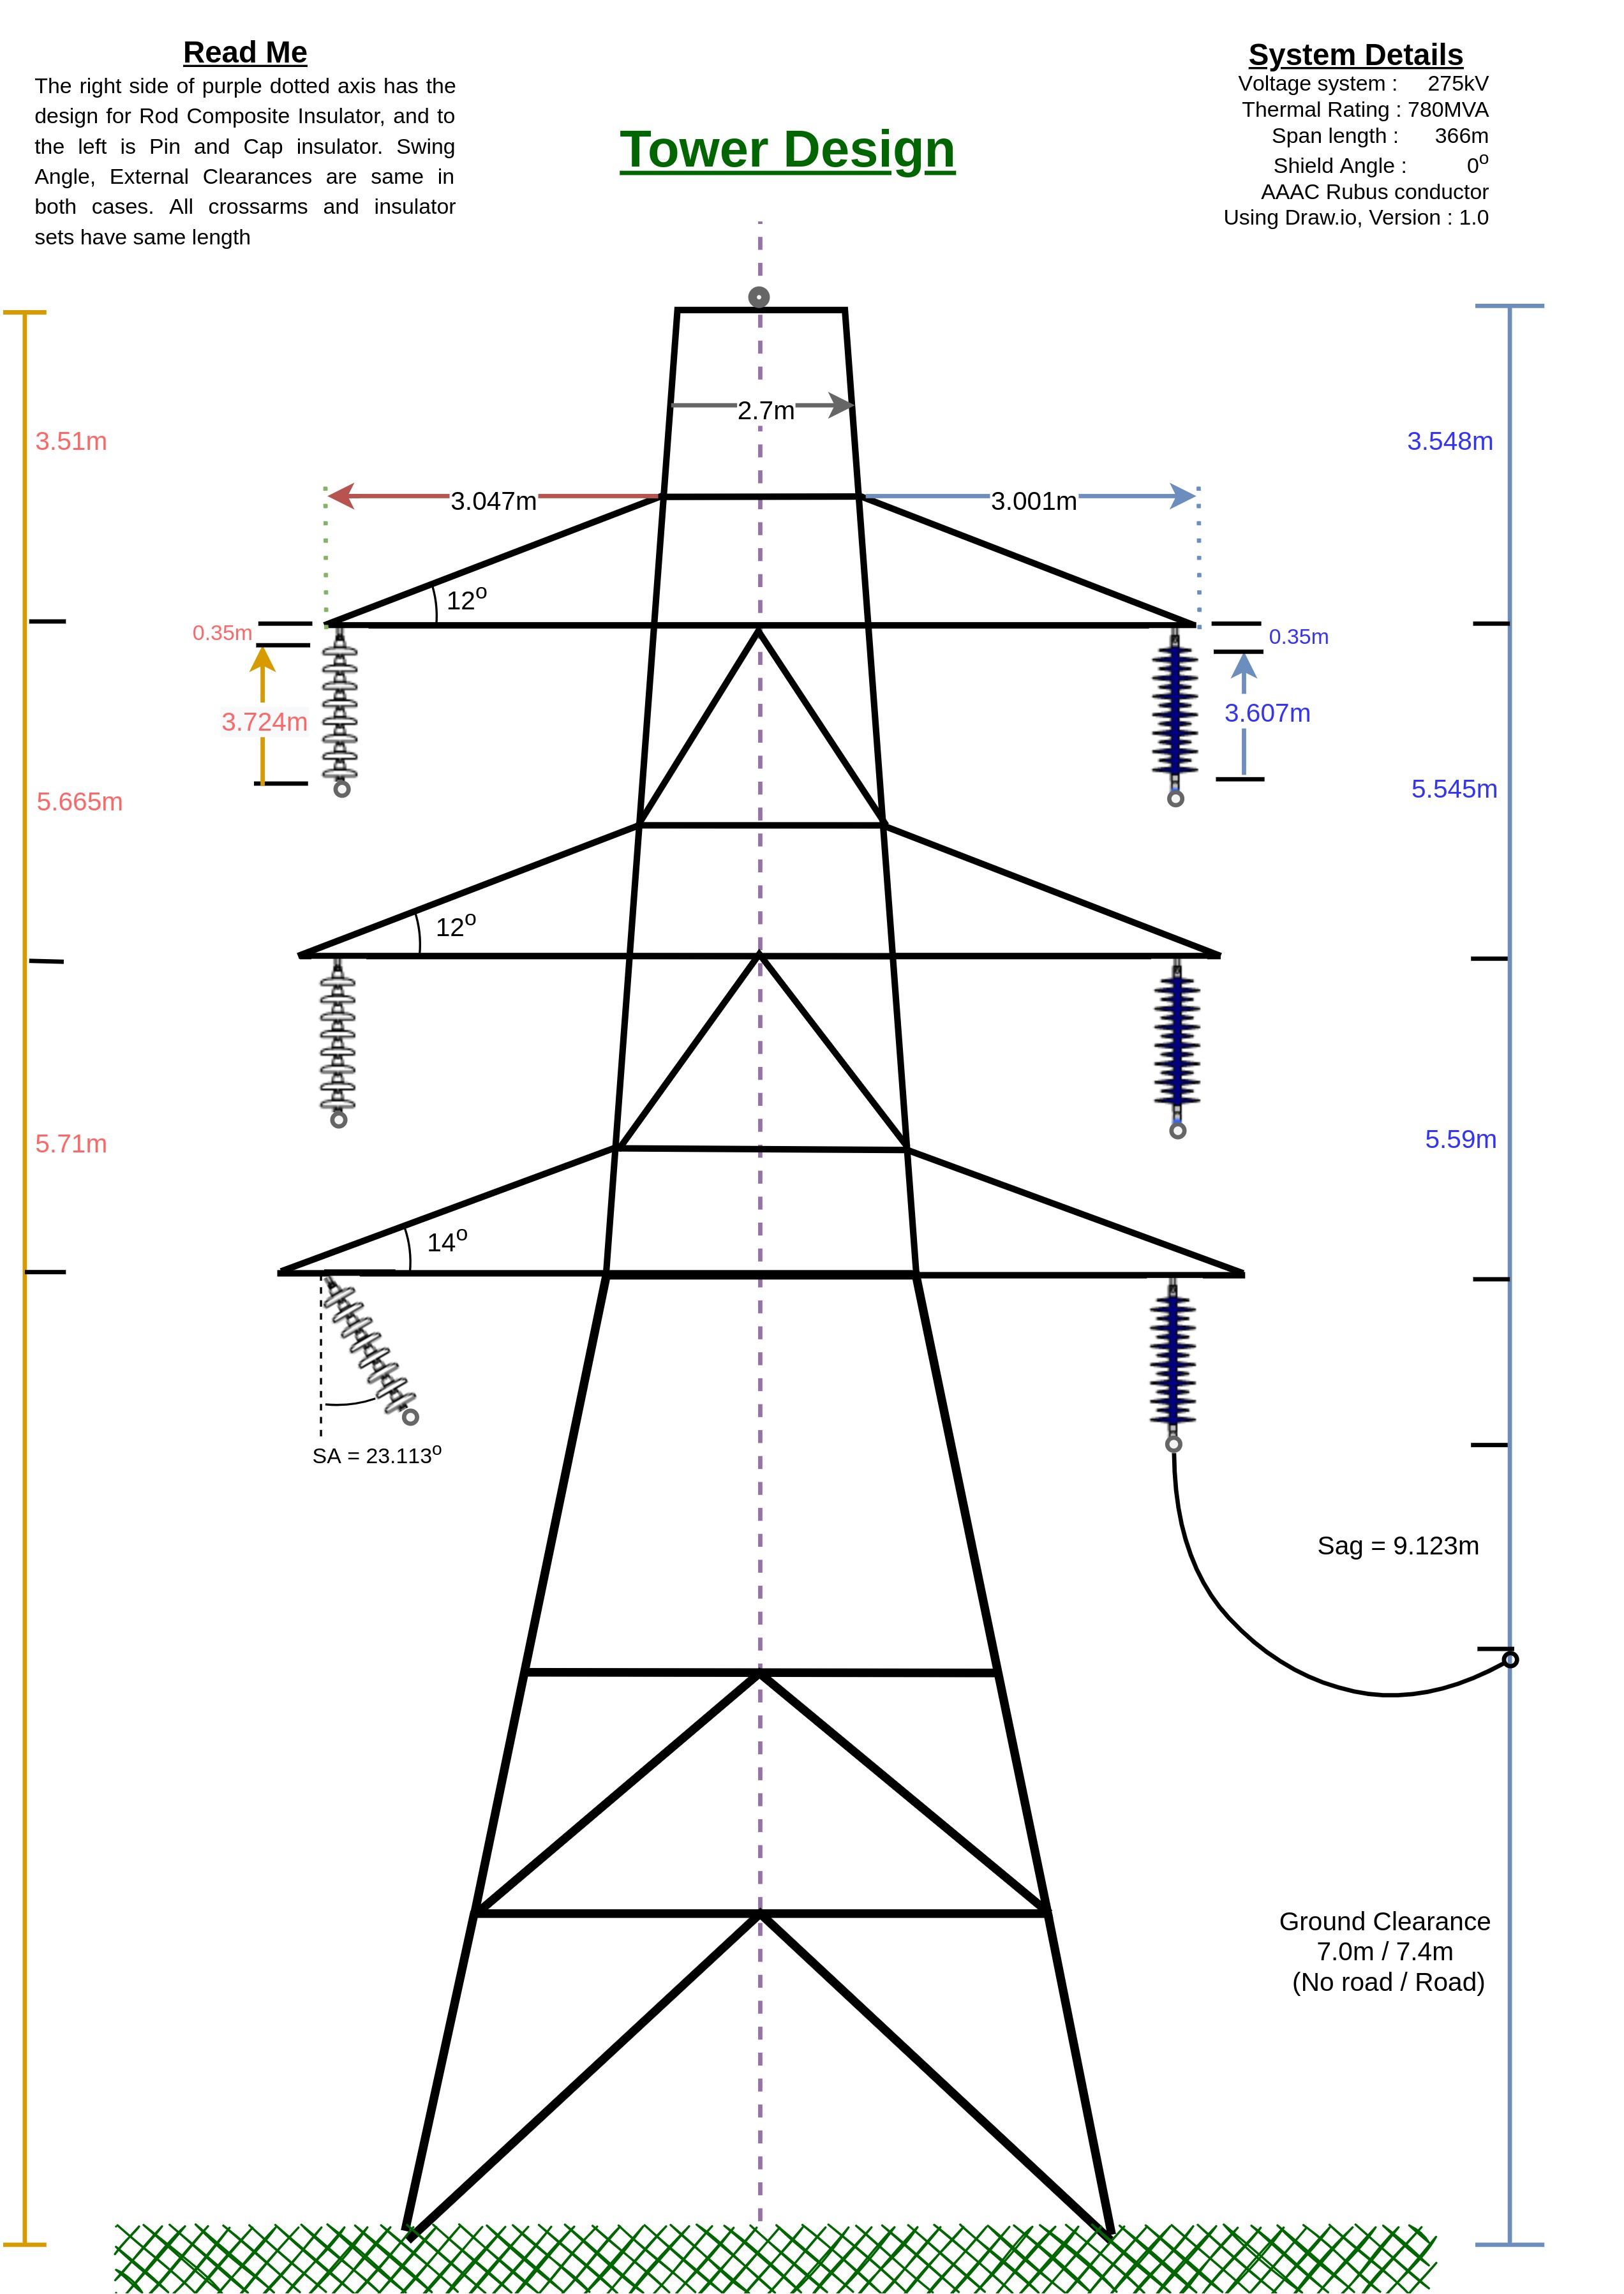 Read Me
The right side of purple dotted axis has the
design for Rod Composite Insulator, and to
the left is Pin and Cap insulator. Swing
Angle, External Clearances are same in
both cases. All crossarms and insulator
sets have same length
System Details
Voltage system : 275kV
Thermal Rating : 780MVA
Span length : 366m
Shield Angle : 0º
AAAC Rubus conductor
Using Draw.io, Version : 1.0
Tower Design
2.7m
3.51m
3.548m
3.047m
3.001m
12º
0.35m
0.35m
3.724m
3.607m
5.665m
5.545m
12º
5.71m
5.59m
14º
SA = 23.113º
Sag = 9.123m
Ground Clearance
7.0m / 7.4m
(No road / Road)